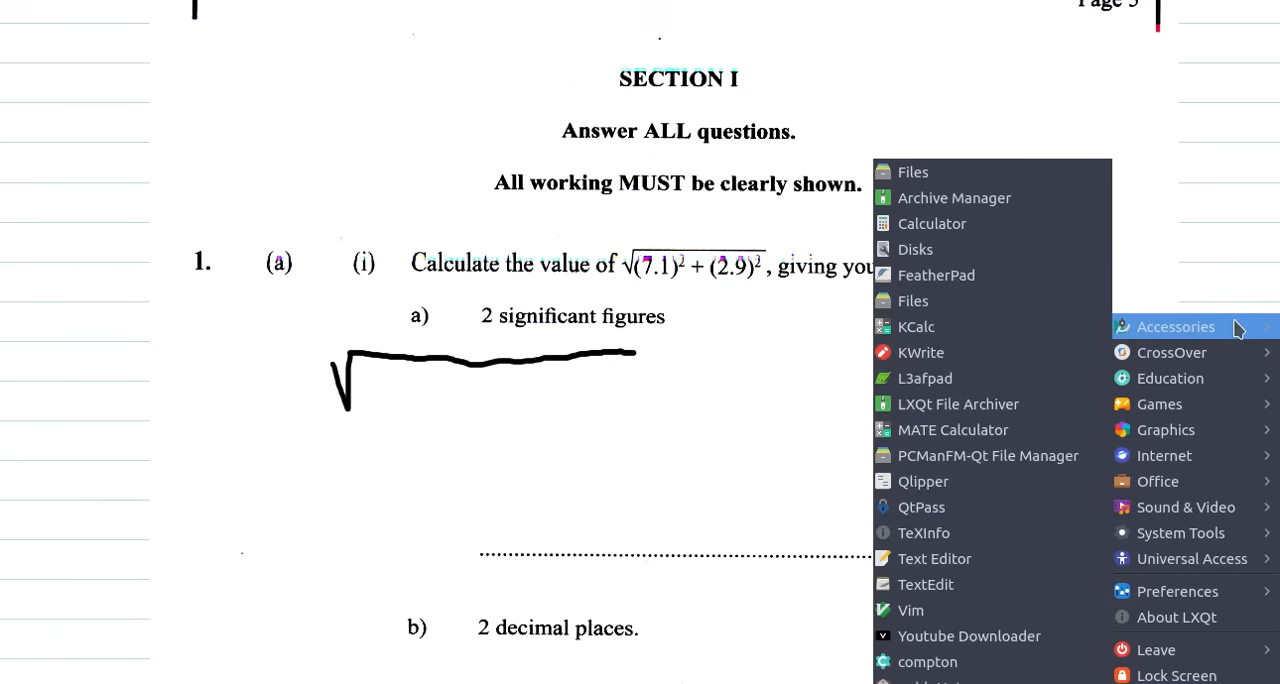 Page 5
SECTION I
Answer ALL questions.
All working MUST be clearly shown.
1. (a) (i) Calculate the value of √(7.1)² + (2.9)² , giving you
a) 2 significant figures
b) 2 decimal places.
Files
Archive Manager
Calculator
Disks
FeatherPad
Files
KCalc
KWrite
L3afpad
LXQt File Archiver
MATE Calculator
PCManFM-Qt File Manager
Qlipper
QtPass
TeXInfo
Text Editor
TextEdit
Vim
Youtube Downloader
compton
Accessories
CrossOver
Education
Games
Graphics
Internet
Office
Sound & Video
System Tools
Universal Access
Preferences
About LXQt
Leave
Lock Screen